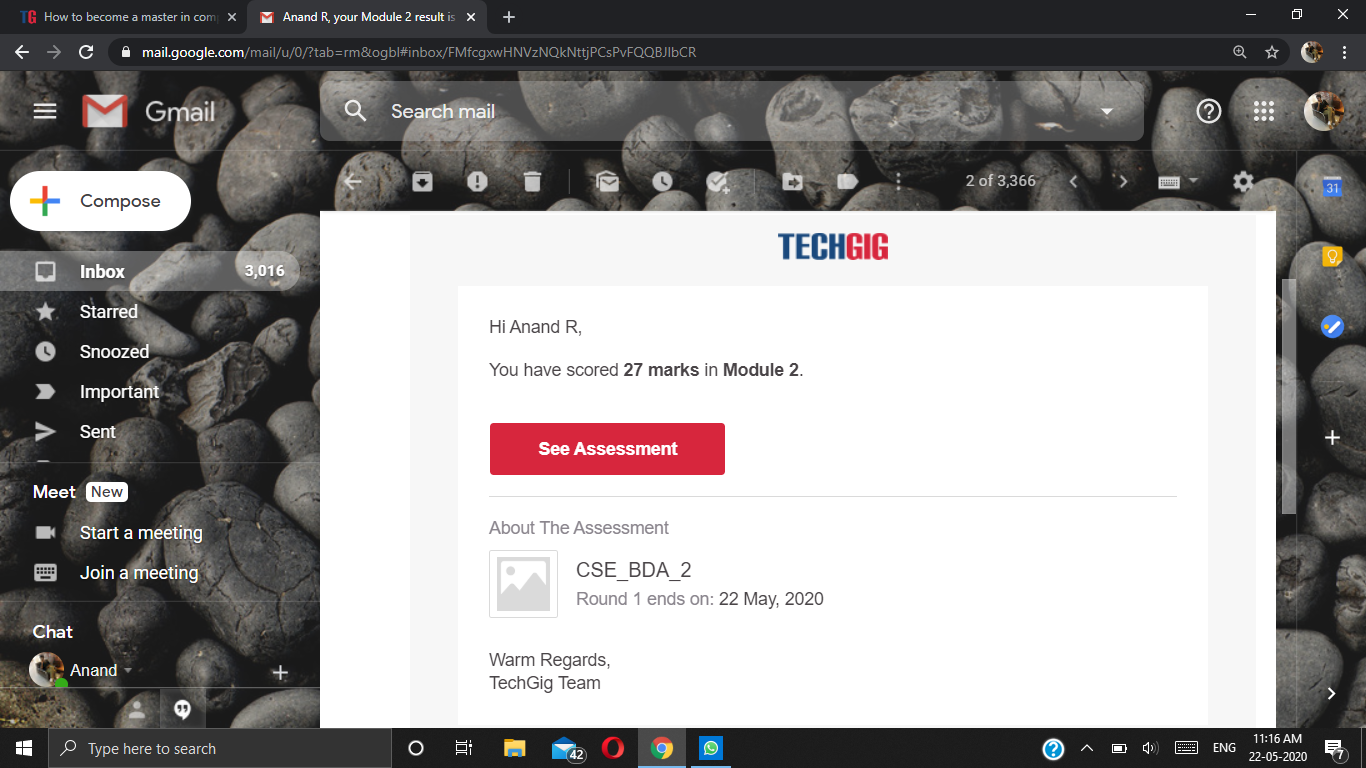 How to become a master in com
Anand R, your Module 2 result is
mail.google.com/mail/u/0/?tab=rm&ogbl#inbox/FMfcgxwHNVzNQkNttjPCsPvFQQBJIbCR
Gmail
Search mail
2 of 3,366
Compose
31
Inbox 3,016
Starred
Snoozed
Important
Sent
Meet New
Start a meeting
Join a meeting
Chat
Anand
TECHGIG
Hi Anand R,
You have scored 27 marks in Module 2.
See Assessment
About The Assessment
CSE_BDA_2
Round 1 ends on: 22 May, 2020
Warm Regards,
TechGig Team
Type here to search
42
ENG
11:16 AM
22-05-2020
7